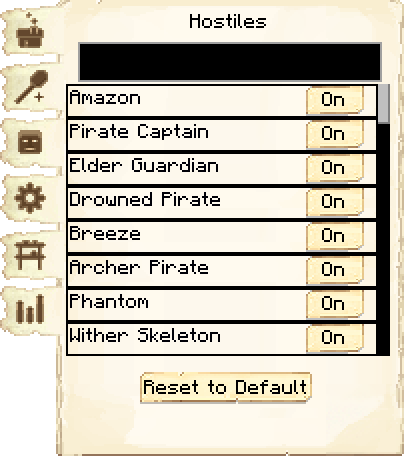 Hostiles
Amazon On
Pirate Captain On
Elder Guardian On
Drowned Pirate On
Breeze On
Archer Pirate On
Phantom On
Wither Skeleton On
Reset to Default